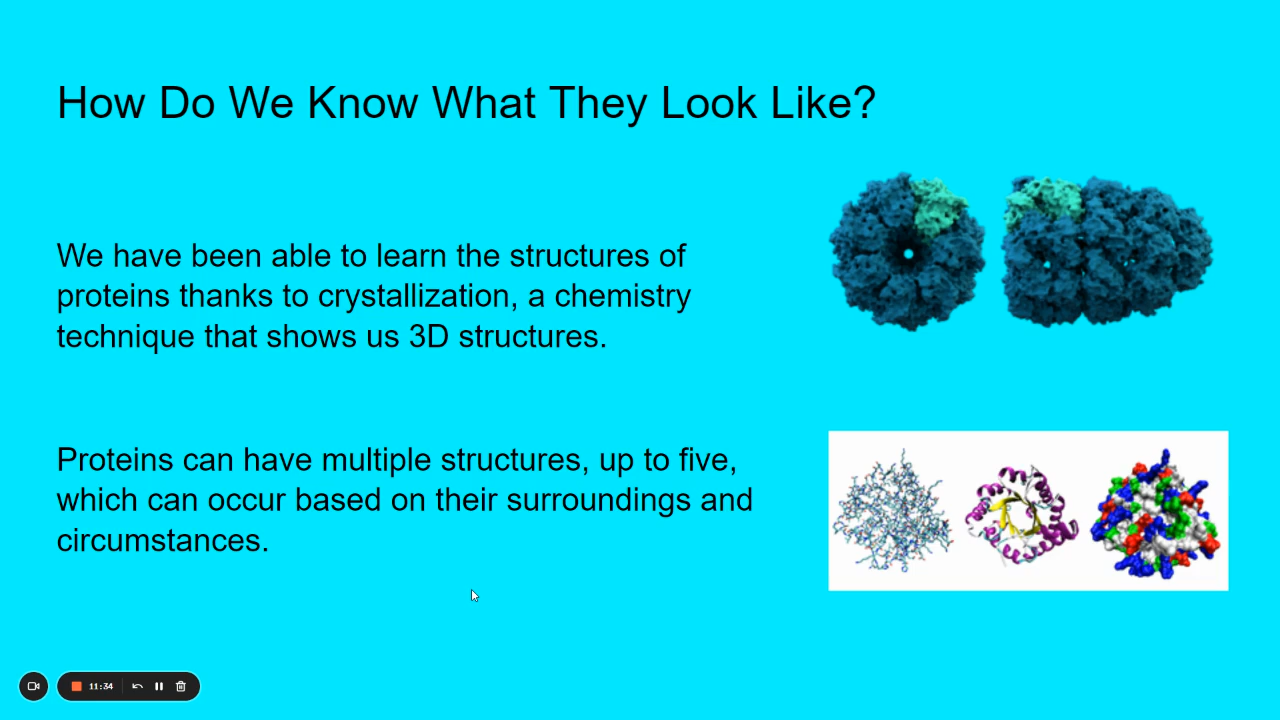 How Do We Know What They Look Like?
We have been able to learn the structures of
proteins thanks to crystallization, a chemistry
technique that shows us 3D structures.
Proteins can have multiple structures, up to five,
which can occur based on their surroundings and
circumstances.
11:34